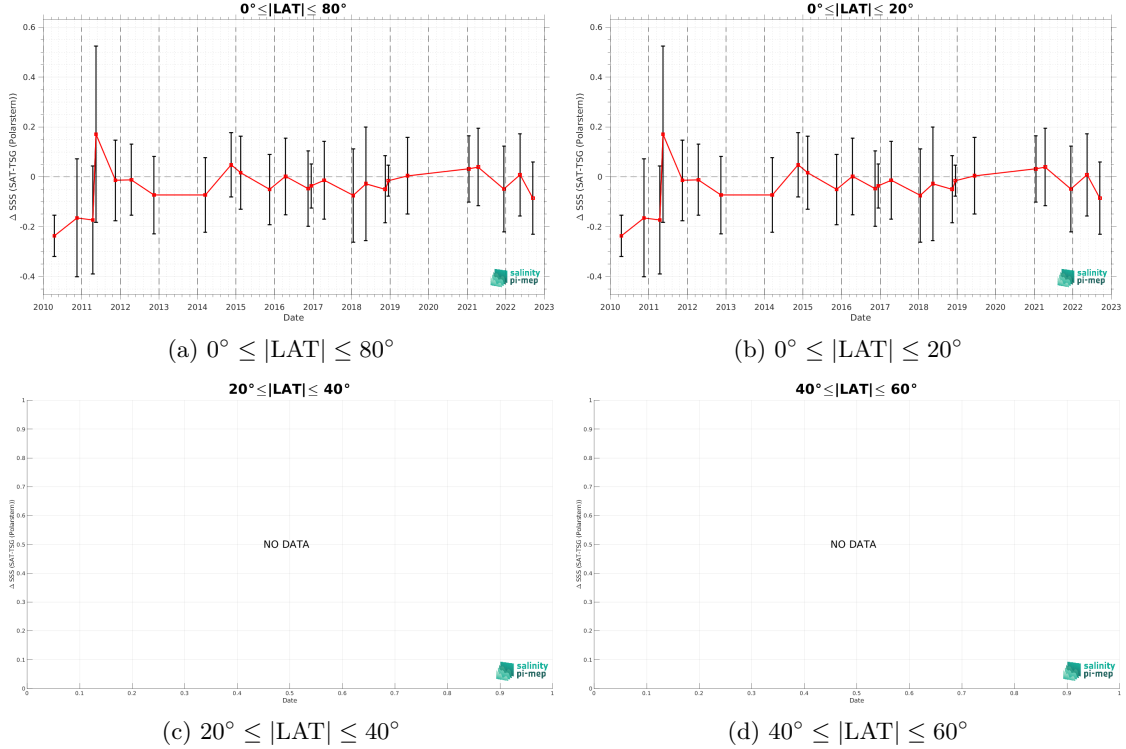 0°≤|LAT|≤ 80°
0.6
0.4
0.2
0
-0.2
-0.4
Δ SSS (SAT-TSG (Polarstern))
2010 2011 2012 2013 2014 2015 2016 2017 2018 2019 2020 2021 2022 2023
Date
salinity
pi-mep
(a) 0° ≤ |LAT| ≤ 80°
0°≤|LAT|≤ 20°
0.6
0.4
0.2
0
-0.2
-0.4
Δ SSS (SAT-TSG (Polarstern))
2010 2011 2012 2013 2014 2015 2016 2017 2018 2019 2020 2021 2022 2023
Date
salinity
pi-mep
(b) 0° ≤ |LAT| ≤ 20°
20°≤|LAT|≤ 40°
1
0.9
0.8
0.7
0.6
0.5
0.4
0.3
0.2
0.1
0
Δ SSS (SAT-TSG (Polarstern))
NO DATA
0 0.1 0.2 0.3 0.4 0.5 0.6 0.7 0.8 0.9 1
Date
salinity
pi-mep
(c) 20° ≤ |LAT| ≤ 40°
40°≤|LAT|≤ 60°
1
0.9
0.8
0.7
0.6
0.5
0.4
0.3
0.2
0.1
0
Δ SSS (SAT-TSG (Polarstern))
NO DATA
0 0.1 0.2 0.3 0.4 0.5 0.6 0.7 0.8 0.9 1
Date
salinity
pi-mep
(d) 40° ≤ |LAT| ≤ 60°